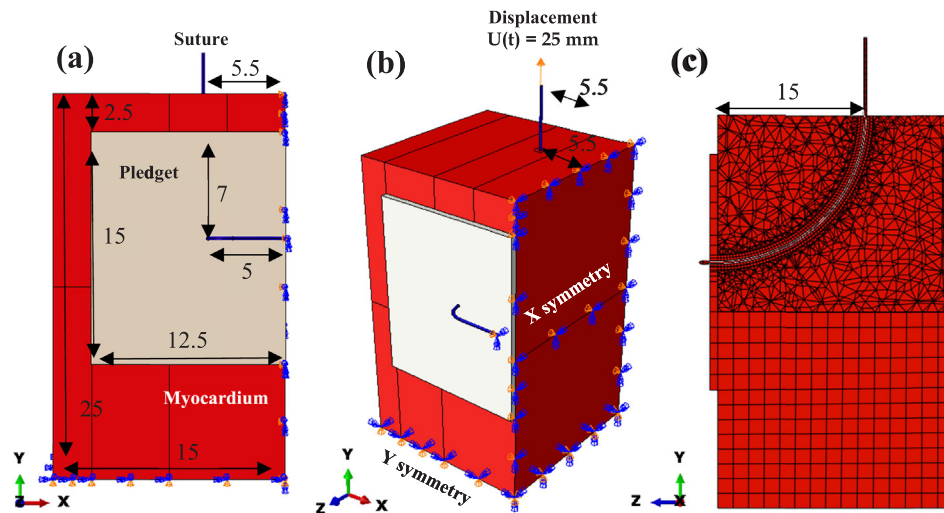 (a)
Suture
5.5
2.5
Pledget
7
15
5
12.5
Myocardium
25
15
Y
Z
X
(b)
Displacement
U(t) = 25 mm
5.5
5.5
X symmetry
Y symmetry
Y
Z
X
(c)
15
Y
Z
X